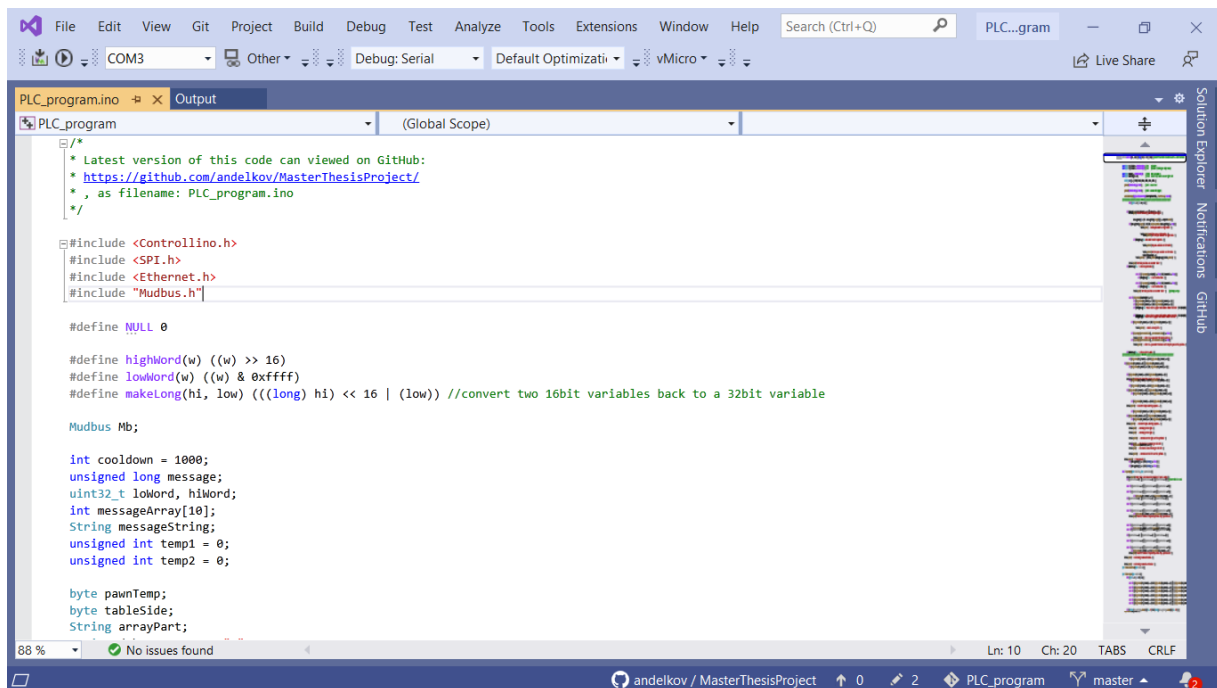 File Edit View Git Project Build Debug Test Analyze Tools Extensions Window Help Search (Ctrl+Q) PLC...gram
COM3 Other Debug: Serial Default Optimizati vMicro Live Share
PLC_program.ino Output
PLC_program (Global Scope)
/*
* Latest version of this code can viewed on GitHub:
* https://github.com/andelkov/MasterThesisProject/
* , as filename: PLC_program.ino
*/
#include <Controllino.h>
#include <SPI.h>
#include <Ethernet.h>
#include "Mudbus.h"
#define NULL 0
#define highWord(w) ((w) >> 16)
#define lowWord(w) ((w) & 0xffff)
#define makeLong(hi, low) (((long) hi) << 16 | (low)) //convert two 16bit variables back to a 32bit variable
Mudbus Mb;
int cooldown = 1000;
unsigned long message;
uint32_t loWord, hiWord;
int messageArray[10];
String messageString;
unsigned int temp1 = 0;
unsigned int temp2 = 0;
byte pawnTemp;
byte tableSide;
String arrayPart;
Solution Explorer
Notifications
GitHub
88 % No issues found Ln: 10 Ch: 20 TABS CRLF
andelkov / MasterThesisProject 0 2 PLC_program master 2